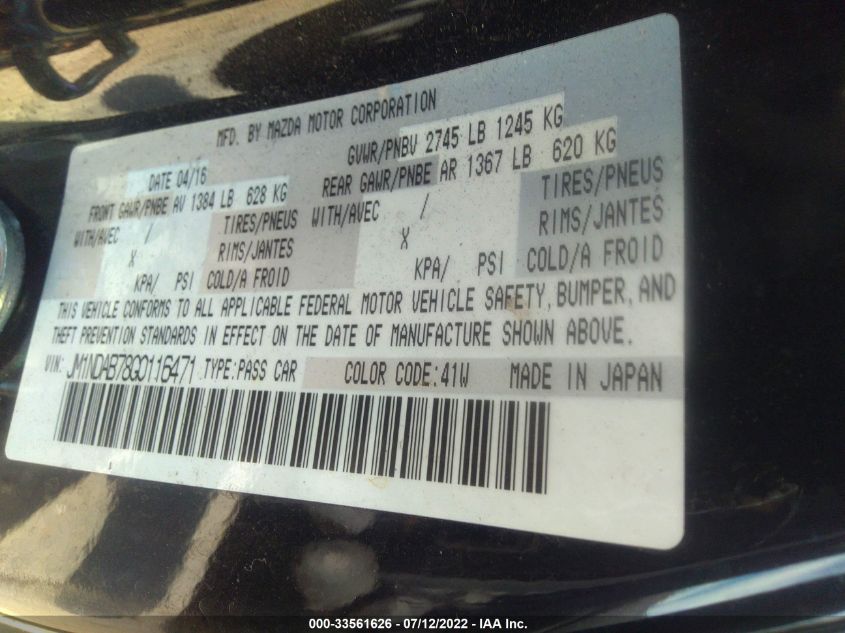 MFD. BY MAZDA MOTOR CORPORATION
DATE 04/16 GVWR/PNBV 2745 LB 1245 KG
FRONT GAWR/PNBE AV 1384 LB 628 KG REAR GAWR/PNBE AR 1367 LB 620 KG
WITH/AVEC / TIRES/PNEUS WITH/AVEC / TIRES/PNEUS
X RIMS/JANTES X RIMS/JANTES
KPA/ PSI COLD/A FROID KPA/ PSI COLD/A FROID
THIS VEHICLE CONFORMS TO ALL APPLICABLE FEDERAL MOTOR VEHICLE SAFETY, BUMPER, AND
THEFT PREVENTION STANDARDS IN EFFECT ON THE DATE OF MANUFACTURE SHOWN ABOVE.
VIN: JM1NDAB78G0116471 TYPE:PASS CAR COLOR CODE:41W MADE IN JAPAN
000-33561626 - 07/12/2022 - IAA Inc.